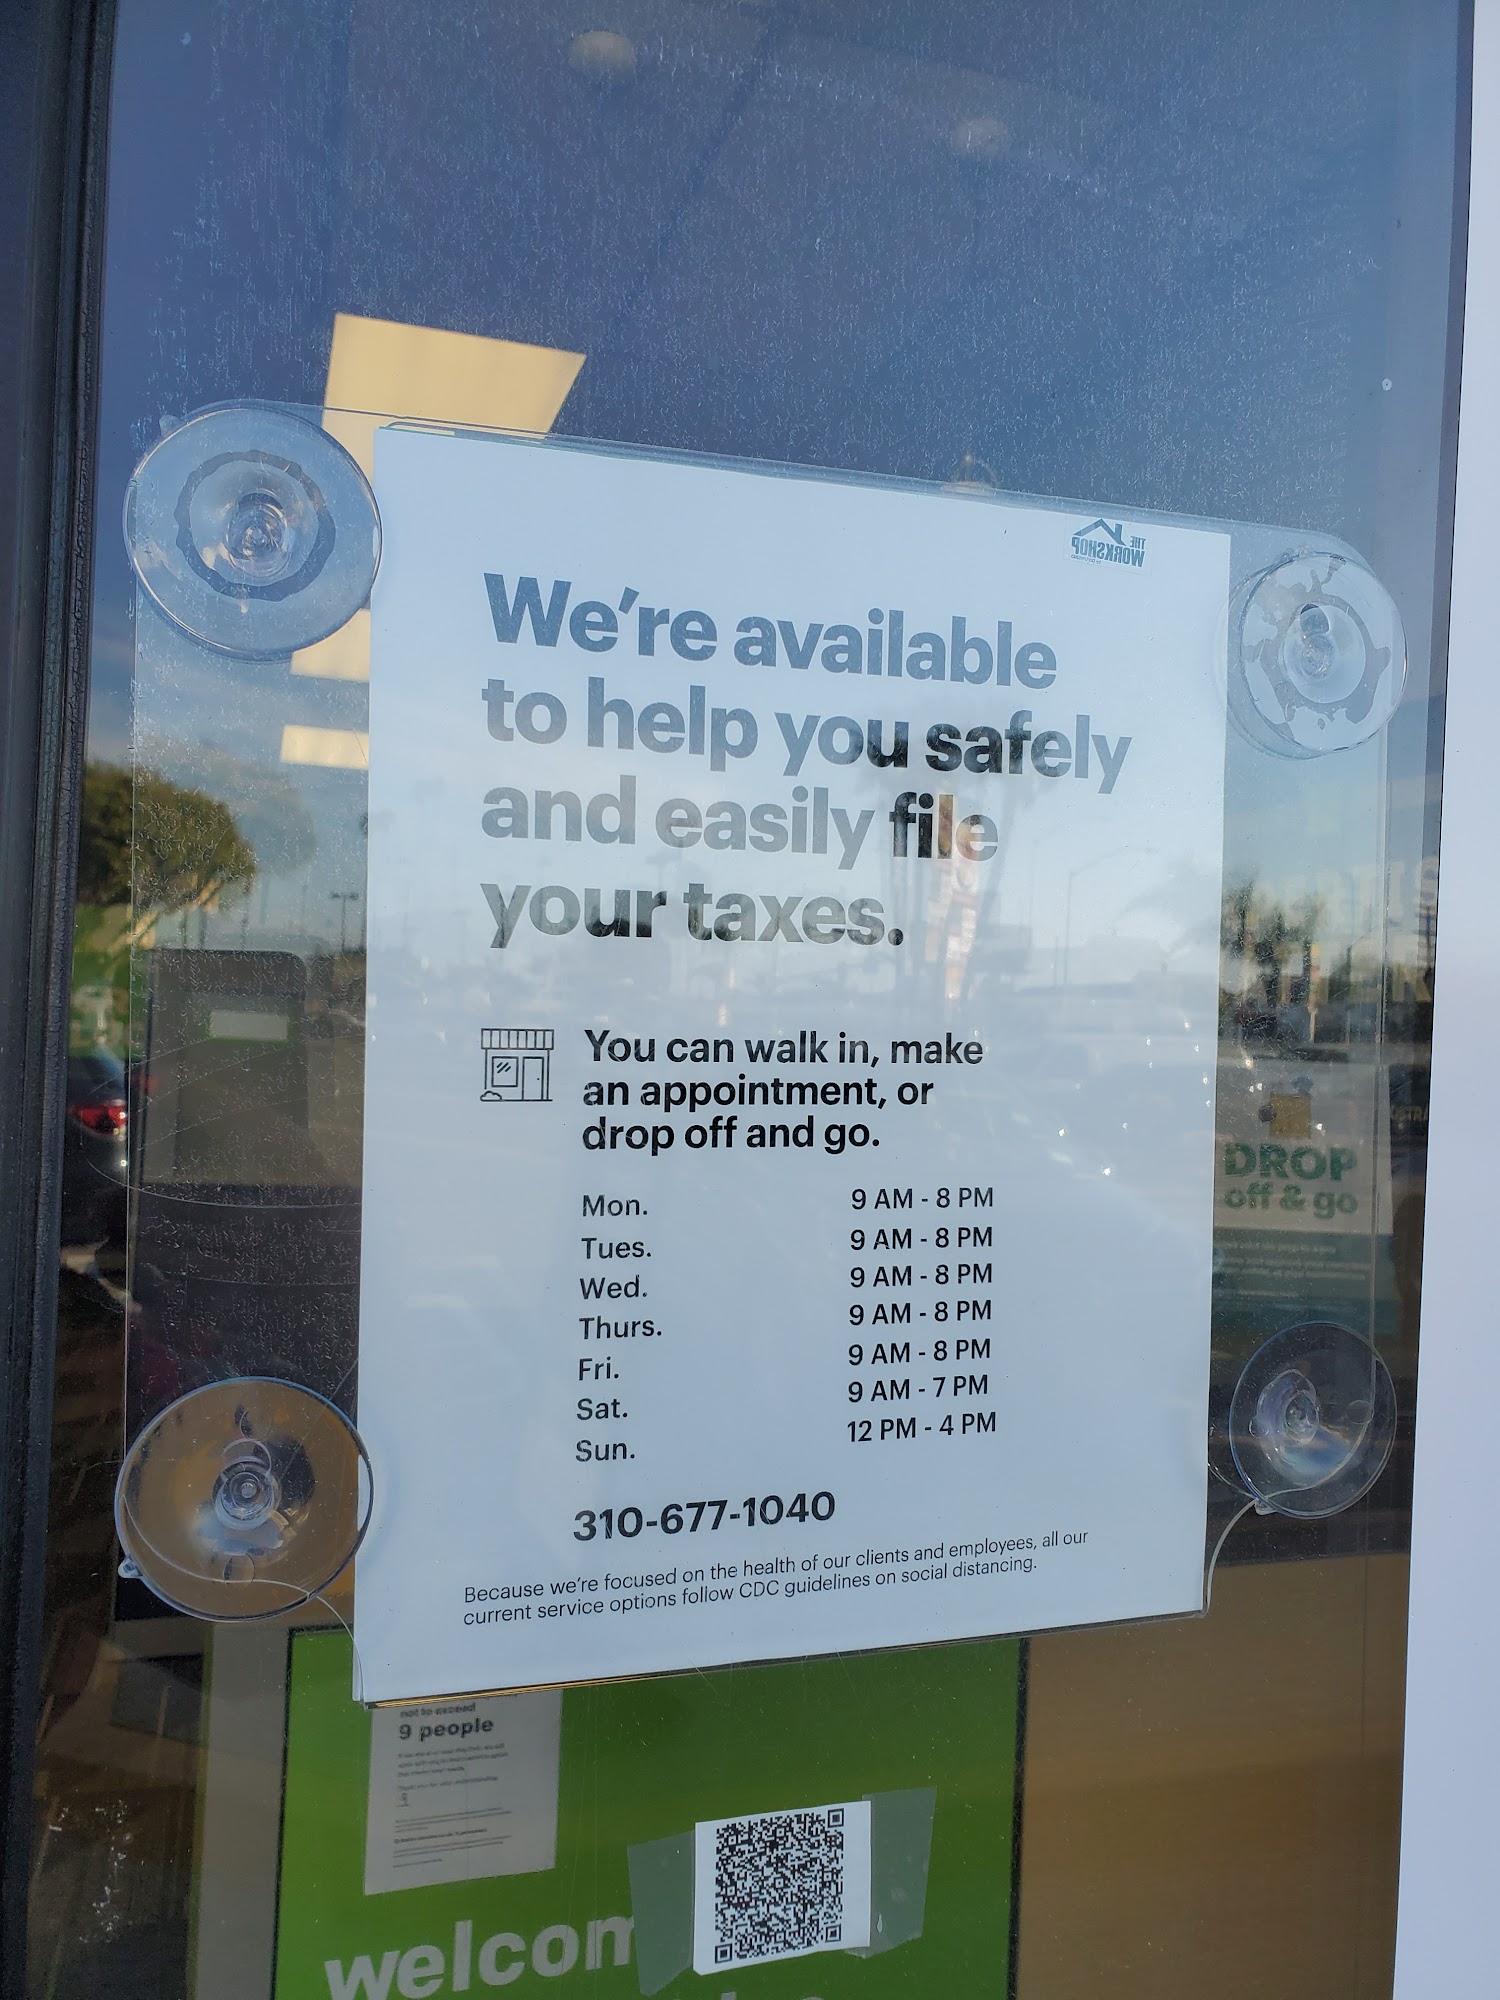 THE
WORKSHOP
We're available
to help you safely
and easily file
your taxes.
You can walk in, make
an appointment, or
drop off and go.
Mon. 9 AM - 8 PM
Tues. 9 AM - 8 PM
Wed. 9 AM - 8 PM
Thurs. 9 AM - 8 PM
Fri. 9 AM - 8 PM
Sat. 9 AM - 7 PM
Sun. 12 PM - 4 PM
310-677-1040
Because we're focused on the health of our clients and employees, all our
current service options follow CDC guidelines on social distancing.
DROP
off & go
not to exceed
9 people